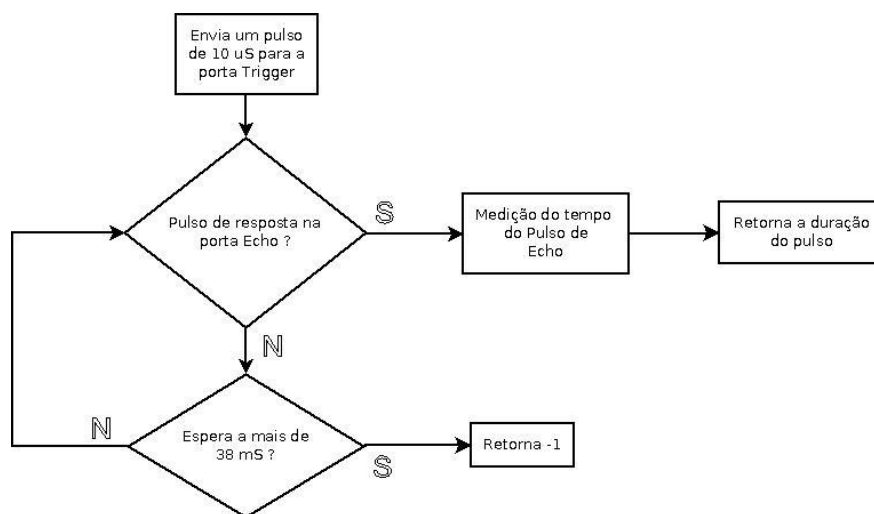 Envia um pulso
de 10 uS para a
porta Trigger
Pulso de resposta na
porta Echo ?
S
Medição do tempo
do Pulso de
Echo
Retorna a duração
do pulso
N
N
Espera a mais de
38 mS ?
S
Retorna -1